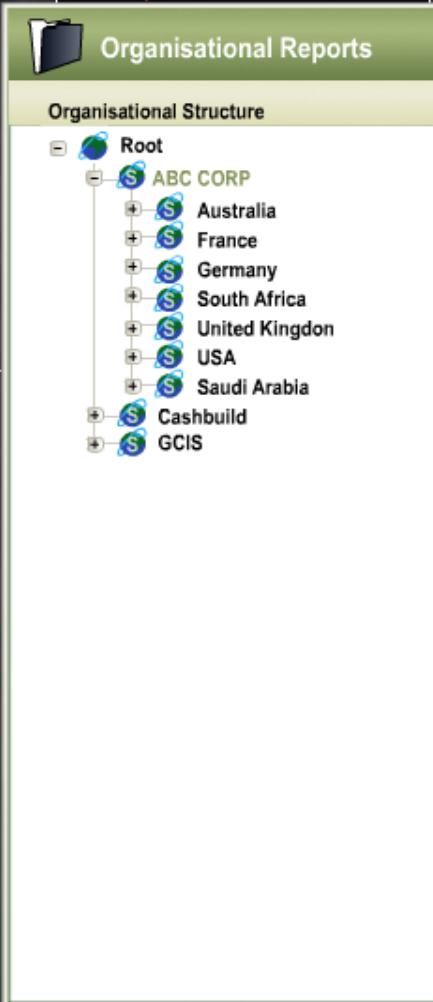 Organisational Reports
Organisational Structure
Root
S ABC CORP
S Australia
S France
S Germany
S South Africa
S United Kingdon
S USA
S Saudi Arabia
S Cashbuild
S GCIS